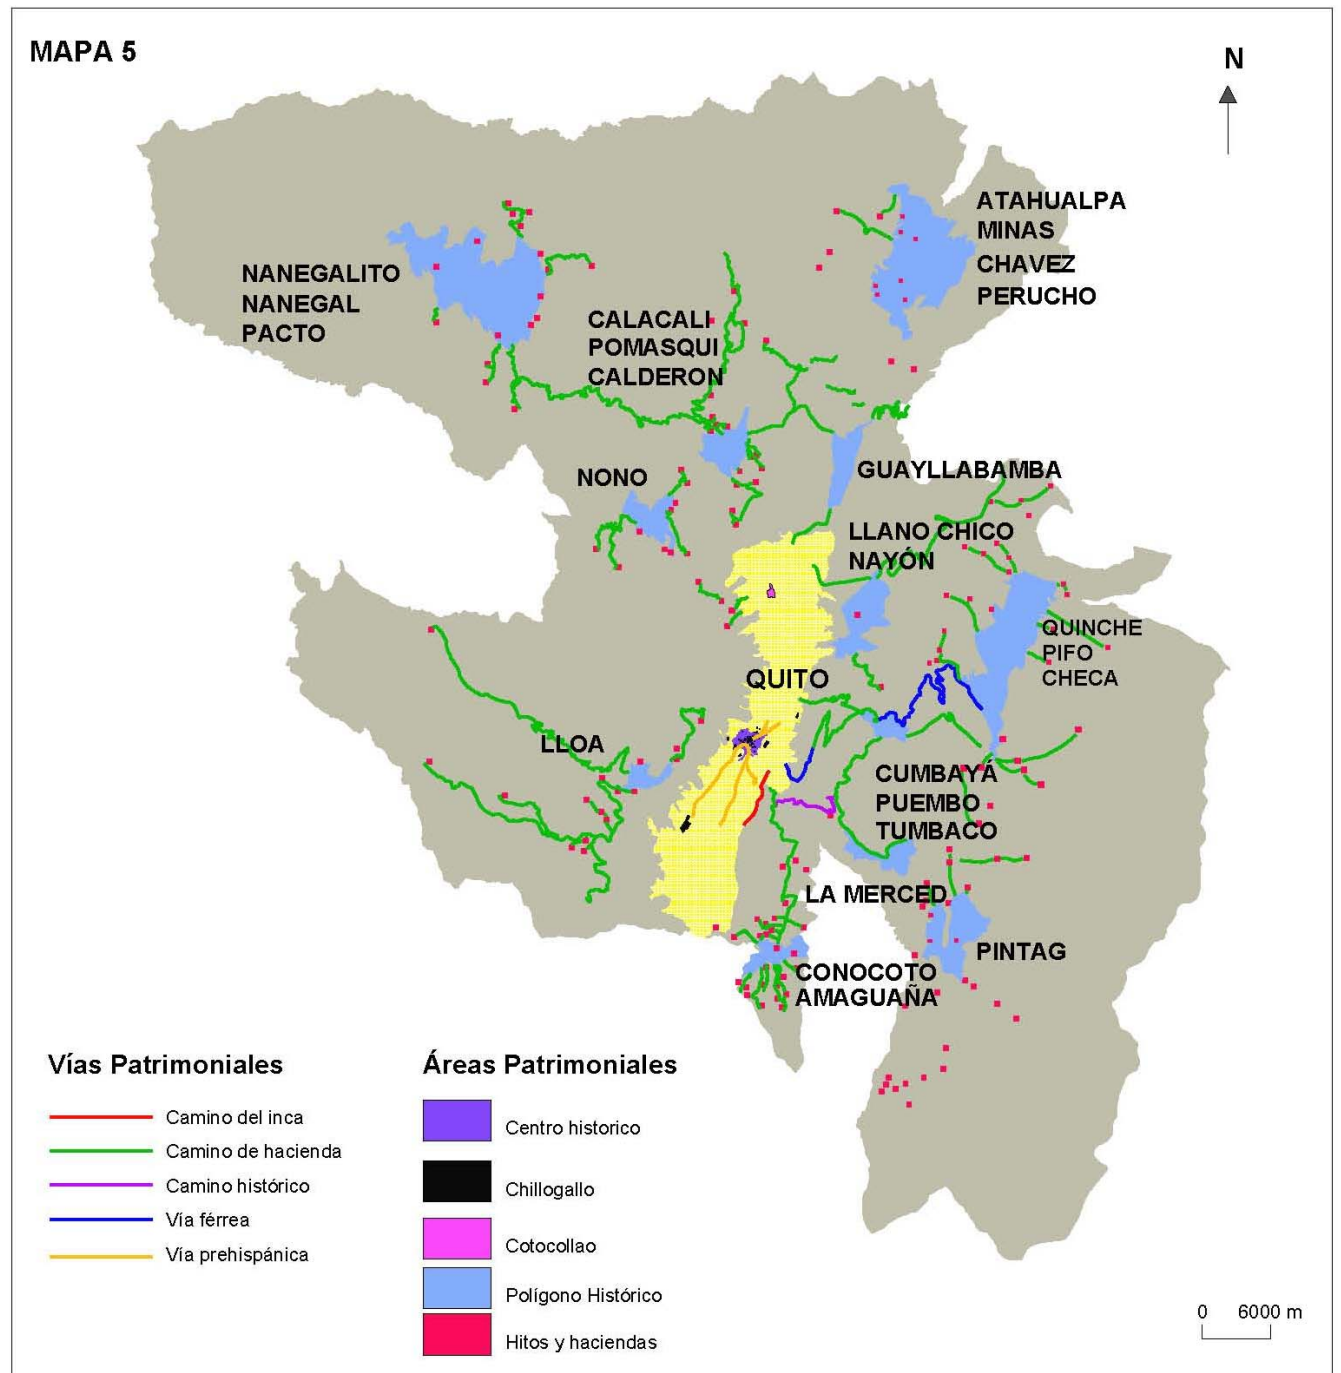 MAPA 5
N
ATAHUALPA
MINAS
CHAVEZ
PERUCHO
NANEGALITO
NANEGAL
PACTO
CALACALI
POMASQUI
CALDERON
NONO
GUAYLLABAMBA
LLANO CHICO
NAYÓN
QUINCHE
PIFO
CHECA
QUITO
LLOA
CUMBAYÁ
PUEMBO
TUMBACO
LA MERCED
PINTAG
CONOCOTO
AMAGUAÑA
Vías Patrimoniales
Camino del inca
Camino de hacienda
Camino histórico
Vía férrea
Vía prehispánica
Áreas Patrimoniales
Centro historico
Chillogallo
Cotocollao
Polígono Histórico
Hitos y haciendas
0 6000 m